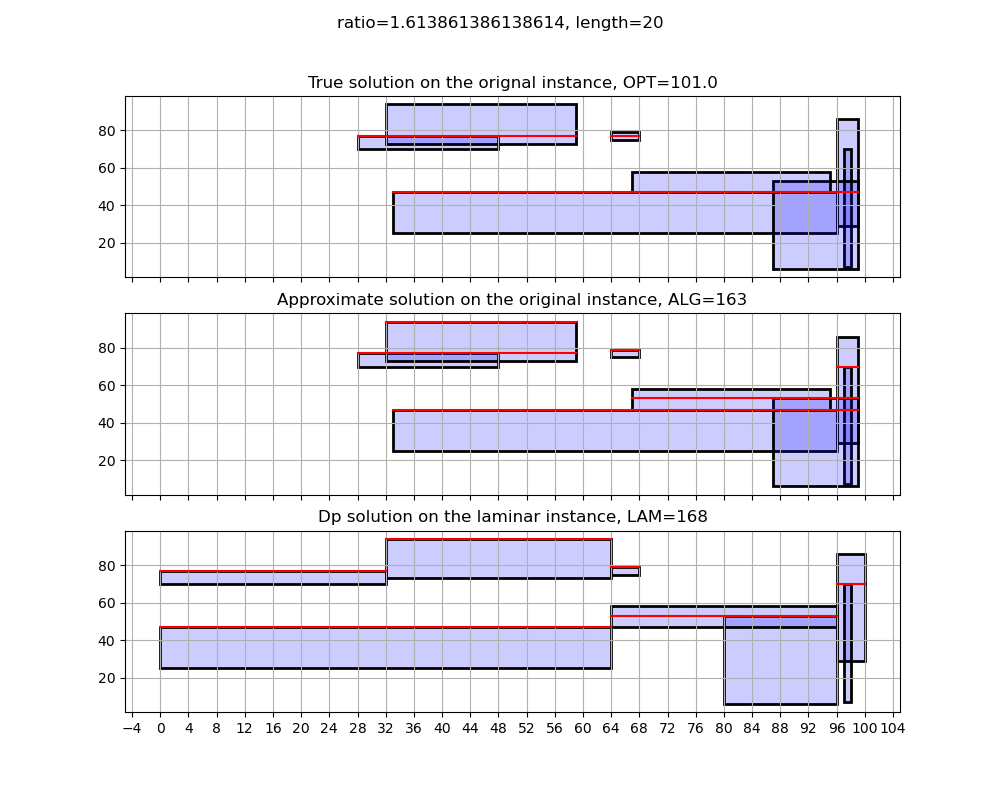 ratio=1.613861386138614, length=20
True solution on the orignal instance, OPT=101.0
80
60
40
20
Approximate solution on the original instance, ALG=163
80
60
40
20
Dp solution on the laminar instance, LAM=168
80
60
40
20
−4 0 4 8 12 16 20 24 28 32 36 40 44 48 52 56 60 64 68 72 76 80 84 88 92 96 100 104